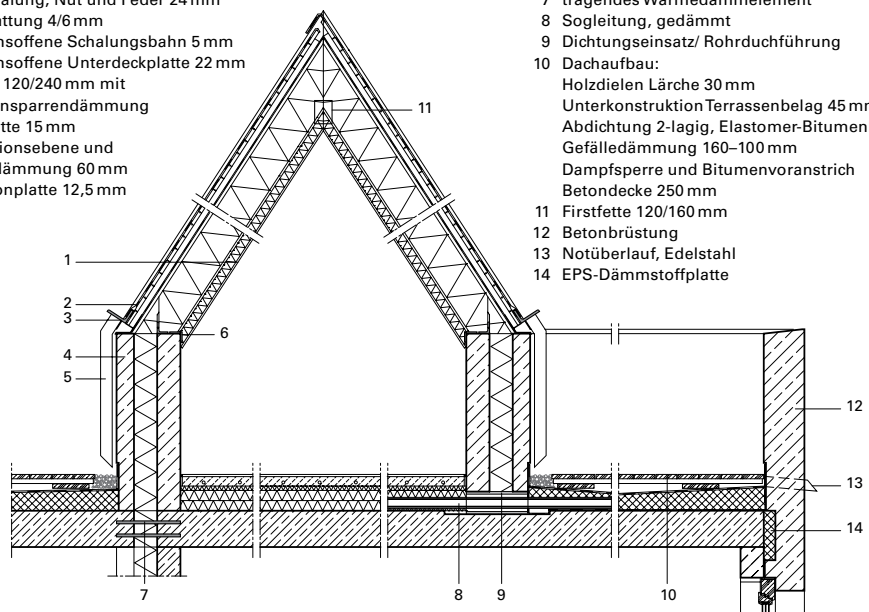 alung, Nut und Feder 24 mm
attung 4/6 mm
nsoffene Schalungsbahn 5 mm
nsoffene Unterdeckplatte 22 mm
120/240 mm mit
nsparrendämmung
tte 15 mm
ionsebene und
dämmung 60 mm
onplatte 12,5 mm
7 tragendes Wärmedämmelement
8 Sogleitung, gedämmt
9 Dichtungseinsatz/ Rohrduchführung
10 Dachaufbau:
Holzdielen Lärche 30 mm
Unterkonstruktion Terrassenbelag 45 mm
Abdichtung 2-lagig, Elastomer-Bitumen
Gefälledämmung 160–100 mm
Dampfsperre und Bitumenvoranstrich
Betondecke 250 mm
11 Firstfette 120/160 mm
12 Betonbrüstung
13 Notüberlauf, Edelstahl
14 EPS-Dämmstoffplatte
11
1
2
3
6
4
5
12
13
14
7
8
9
10